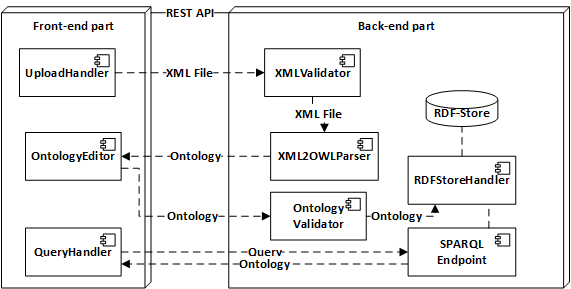 Front-end part
REST API
Back-end part
UploadHandler
XML File
XMLValidator
XML File
RDF-Store
OntologyEditor
Ontology
XML2OWLParser
RDFStoreHandler
Ontology
Ontology
Validator
Ontology
QueryHandler
Query
Ontology
SPARQL
Endpoint